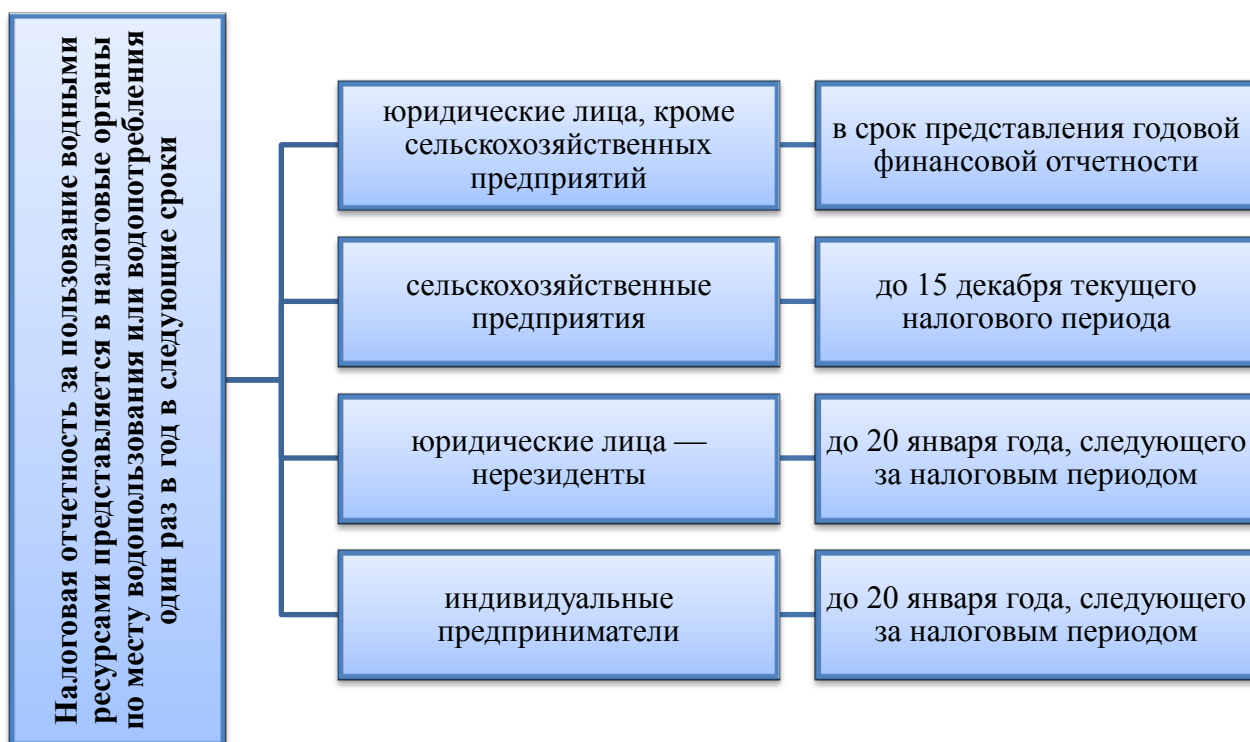 Налоговая отчетность за пользование водными
ресурсами представляется в налоговые органы
по месту водопользования или водопотребления
один раз в год в следующие сроки
юридические лица, кроме
сельскохозяйственных
предприятий
в срок представления годовой
финансовой отчетности
сельскохозяйственные
предприятия
до 15 декабря текущего
налогового периода
юридические лица —
нерезиденты
до 20 января года, следующего
за налоговым периодом
индивидуальные
предприниматели
до 20 января года, следующего
за налоговым периодом